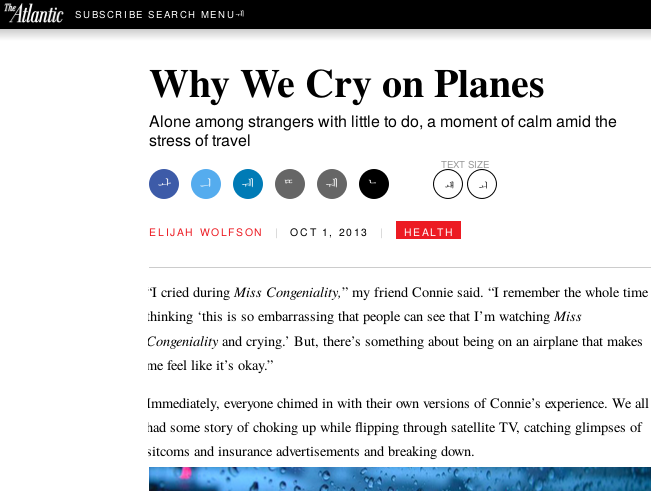 The Atlantic SUBSCRIBE SEARCH MENU
Why We Cry on Planes
Alone among strangers with little to do, a moment of calm amid the
stress of travel
TEXT SIZE
ELIJAH WOLFSON | OCT 1, 2013 | HEALTH
“I cried during Miss Congeniality,” my friend Connie said. “I remember the whole time
thinking ‘this is so embarrassing that people can see that I’m watching Miss
Congeniality and crying.’ But, there’s something about being on an airplane that makes
me feel like it’s okay.”
Immediately, everyone chimed in with their own versions of Connie’s experience. We all
had some story of choking up while flipping through satellite TV, catching glimpses of
sitcoms and insurance advertisements and breaking down.